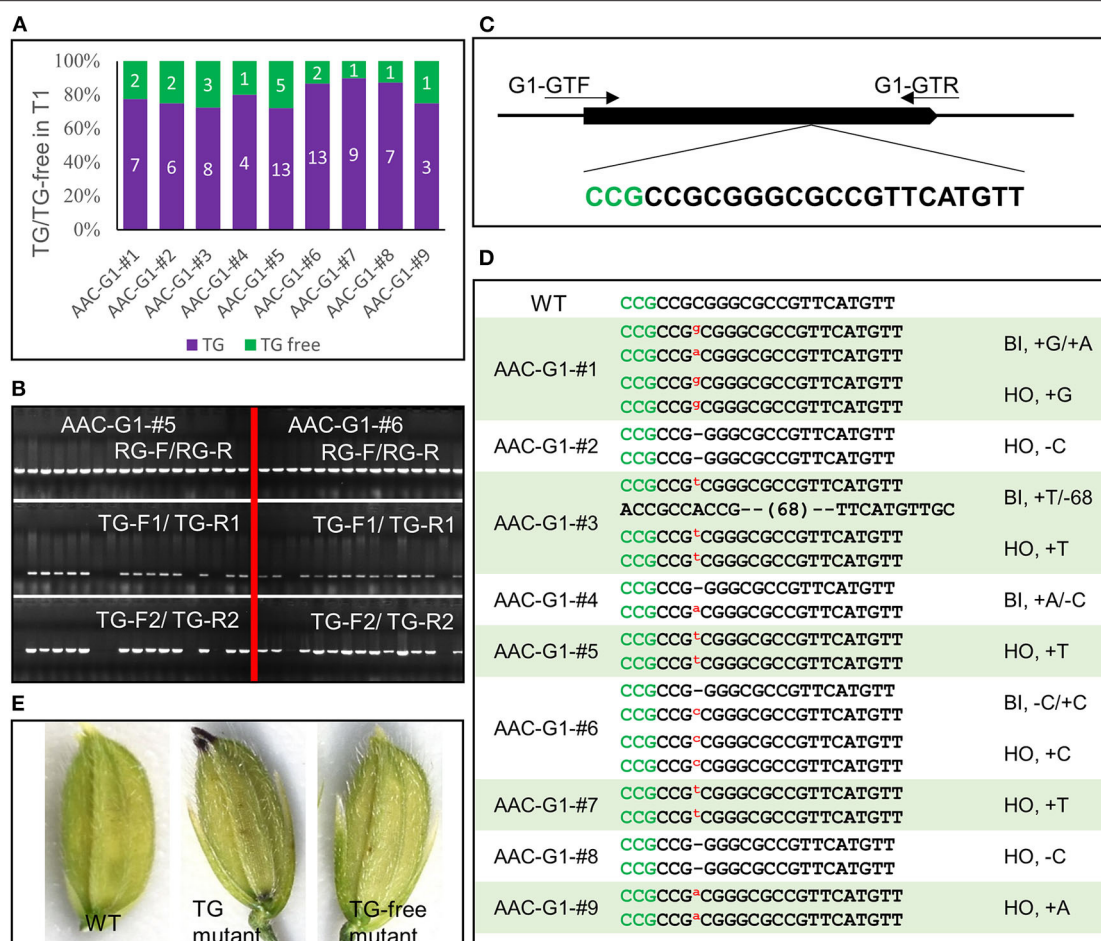 A
100%
80%
60%
40%
20%
0%
TG/TG-free in T1
2 2 3 1 5 2 1 1 1
7 6 8 4 13 13 9 7 3
AAC-G1-#1
AAC-G1-#2
AAC-G1-#3
AAC-G1-#4
AAC-G1-#5
AAC-G1-#6
AAC-G1-#7
AAC-G1-#8
AAC-G1-#9
TG TG free
B
AAC-G1-#5 AAC-G1-#6
RG-F/RG-R RG-F/RG-R
TG-F1/ TG-R1 TG-F1/ TG-R1
TG-F2/ TG-R2 TG-F2/ TG-R2
C
G1-GTF G1-GTR
CCGCCGCGGGCGCCGTTCATGTT
D
WT CCGCCGCGGGCGCCGTTCATGTT
AAC-G1-#1
CCGCCGgCGGGCGCCGTTCATGTT
CCGCCGaCGGGCGCCGTTCATGTT
BI, +G/+A
CCGCCGgCGGGCGCCGTTCATGTT
CCGCCGgCGGGCGCCGTTCATGTT
HO, +G
AAC-G1-#2
CCGCCG-GGGCGCCGTTCATGTT
CCGCCG-GGGCGCCGTTCATGTT
HO, -C
AAC-G1-#3
CCGCCGtCGGGCGCCGTTCATGTT
ACCGCCACCG--(68)--TTCATGTTGC
BI, +T/-68
CCGCCGtCGGGCGCCGTTCATGTT
CCGCCGtCGGGCGCCGTTCATGTT
HO, +T
AAC-G1-#4
CCGCCG-GGGCGCCGTTCATGTT
CCGCCGaCGGGCGCCGTTCATGTT
BI, +A/-C
AAC-G1-#5
CCGCCGtCGGGCGCCGTTCATGTT
CCGCCGtCGGGCGCCGTTCATGTT
HO, +T
AAC-G1-#6
CCGCCG-GGGCGCCGTTCATGTT
CCGCCGcCGGGCGCCGTTCATGTT
BI, -C/+C
CCGCCGcCGGGCGCCGTTCATGTT
CCGCCGcCGGGCGCCGTTCATGTT
HO, +C
AAC-G1-#7
CCGCCGtCGGGCGCCGTTCATGTT
CCGCCGtCGGGCGCCGTTCATGTT
HO, +T
AAC-G1-#8
CCGCCG-GGGCGCCGTTCATGTT
CCGCCG-GGGCGCCGTTCATGTT
HO, -C
AAC-G1-#9
CCGCCGaCGGGCGCCGTTCATGTT
CCGCCGaCGGGCGCCGTTCATGTT
HO, +A
E
WT
TG
mutant
TG-free
mutant